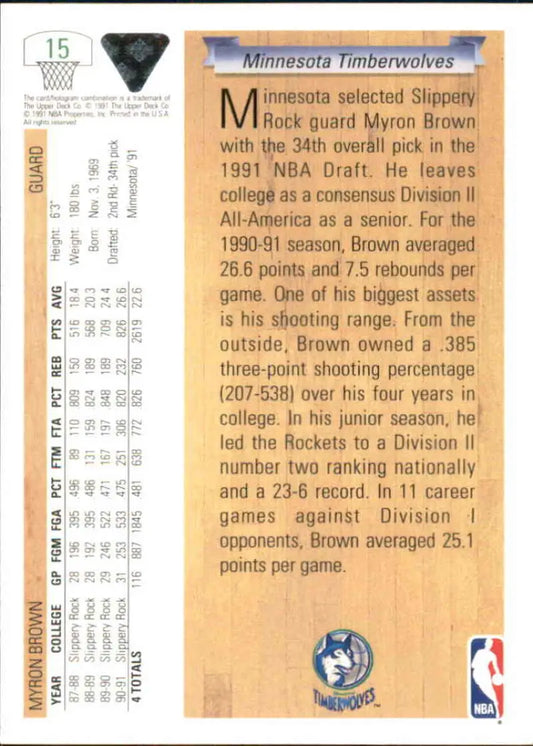 15
The card/hologram combination is a trademark of
The Upper Deck Co. © 1991 The Upper Deck Co.
© 1991 NBA Properties, Inc. Printed in the U.S.A.
All rights reserved.
MYRON BROWN GUARD
Height: 6'3"
Weight: 180 lbs
Born: Nov. 3, 1969
Drafted: 2nd Rd- 34th pick
Minnesota/ '91
YEAR COLLEGE GP FGM FGA PCT FTM FTA PCT REB PTS AVG
87-88 Slippery Rock 28 196 395 .496 89 110 .809 150 516 18.4
88-89 Slippery Rock 28 192 395 .486 131 159 .824 189 568 20.3
89-90 Slippery Rock 29 246 522 .471 167 197 .848 189 709 24.4
90-91 Slippery Rock 31 253 533 .475 251 306 .820 232 826 26.6
4 TOTALS 116 887 1845 .481 638 772 .826 760 2619 22.6
Minnesota Timberwolves
Minnesota selected Slippery
Rock guard Myron Brown
with the 34th overall pick in the
1991 NBA Draft. He leaves
college as a consensus Division II
All-America as a senior. For the
1990-91 season, Brown averaged
26.6 points and 7.5 rebounds per
game. One of his biggest assets
is his shooting range. From the
outside, Brown owned a .385
three-point shooting percentage
(207-538) over his four years in
college. In his junior season, he
led the Rockets to a Division II
number two ranking nationally
and a 23-6 record. In 11 career
games against Division I
opponents, Brown averaged 25.1
points per game.
TIMBERWOLVES
NBA